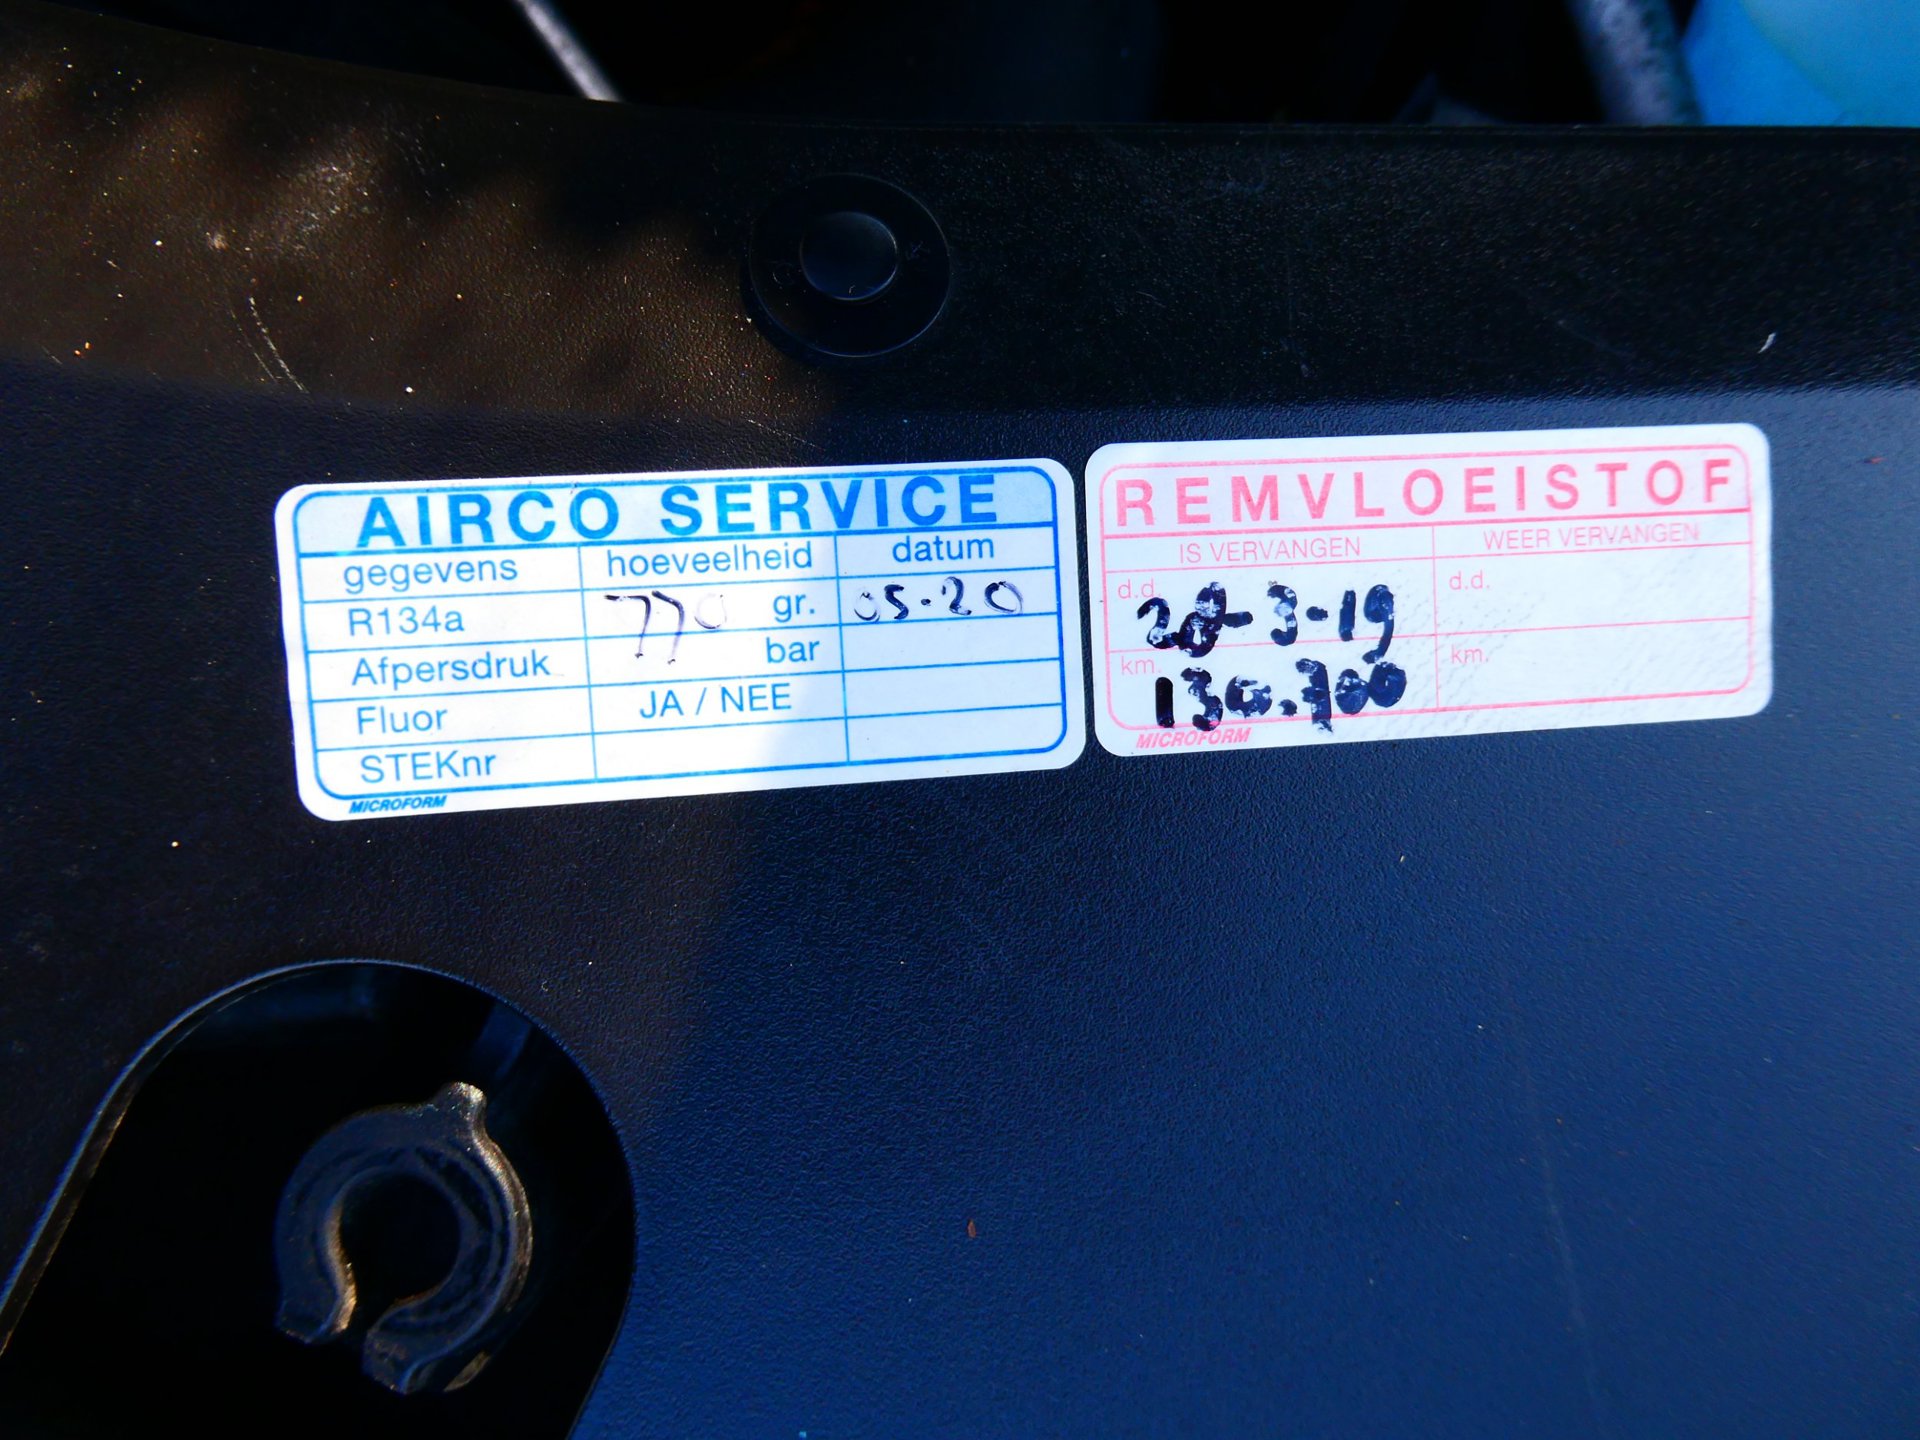 AIRCO SERVICE
gegevens hoeveelheid datum
R134a 770 gr. 05-20
Afpersdruk bar
Fluor JA / NEE
STEKnr
MICROFORM
REMVLOEISTOF
IS VERVANGEN WEER VERVANGEN
d.d. 28-3-19 d.d.
km. 130.700 km.
MICROFORM